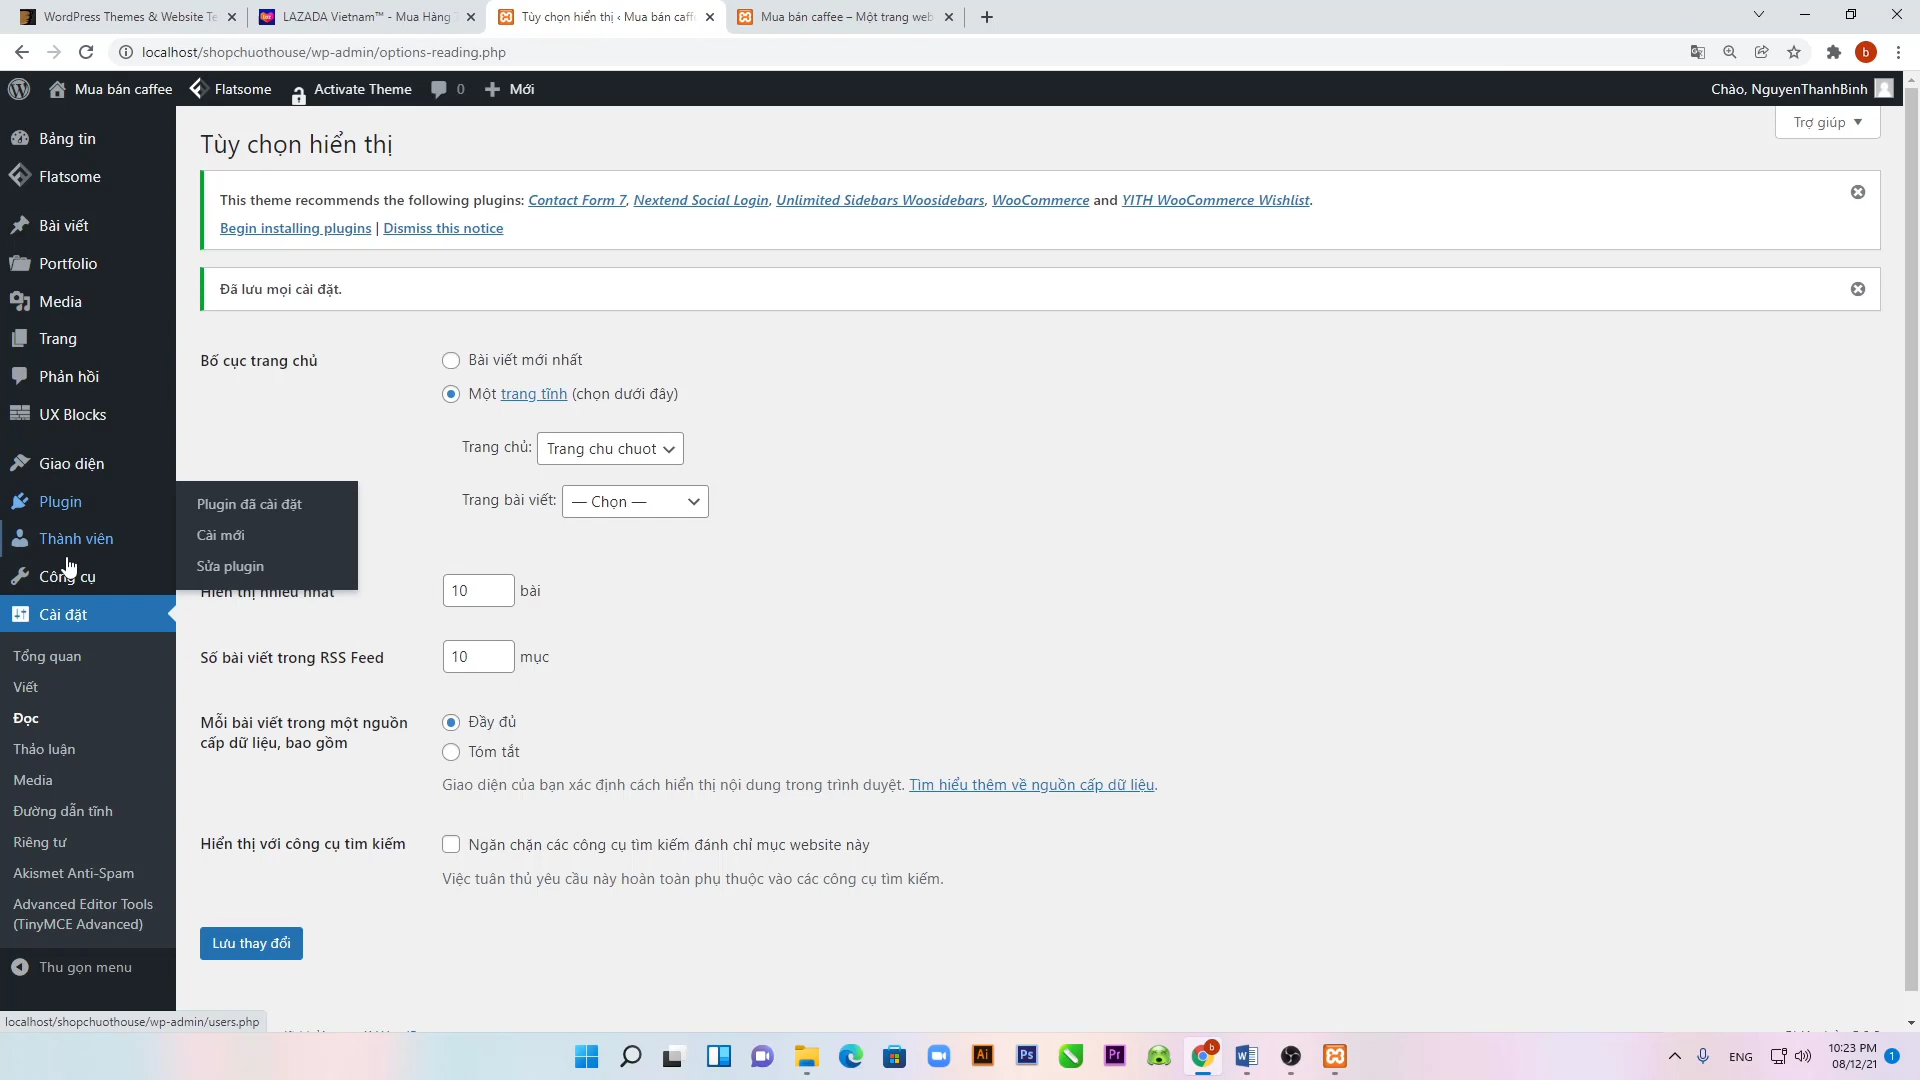 WordPress Themes & Website Te
LAZADA Vietnam™ - Mua Hàng T
Tùy chọn hiển thị ‹ Mua bán caffe
Mua bán caffee – Một trang web
localhost/shopchuothouse/wp-admin/options-reading.php
b
Mua bán caffee
Flatsome
Activate Theme
0
Mới
Chào, NguyenThanhBinh
Trợ giúp
Bảng tin
Flatsome
Bài viết
Portfolio
Media
Trang
Phản hồi
UX Blocks
Giao diện
Plugin
Thành viên
Công cụ
Cài đặt
Tổng quan
Viết
Đọc
Thảo luận
Media
Đường dẫn tĩnh
Riêng tư
Akismet Anti-Spam
Advanced Editor Tools
(TinyMCE Advanced)
Thu gọn menu
Plugin đã cài đặt
Cài mới
Sửa plugin
Tùy chọn hiển thị
This theme recommends the following plugins: Contact Form 7, Nextend Social Login, Unlimited Sidebars Woosidebars, WooCommerce and YITH WooCommerce Wishlist.
Begin installing plugins | Dismiss this notice
Đã lưu mọi cài đặt.
Bố cục trang chủ
Bài viết mới nhất
Một trang tĩnh (chọn dưới đây)
Trang chủ: Trang chu chuot
Trang bài viết: — Chọn —
Hiển thị nhiều nhất
10 bài
Số bài viết trong RSS Feed
10 mục
Mỗi bài viết trong một nguồn
cấp dữ liệu, bao gồm
Đầy đủ
Tóm tắt
Giao diện của bạn xác định cách hiển thị nội dung trong trình duyệt. Tìm hiểu thêm về nguồn cấp dữ liệu.
Hiển thị với công cụ tìm kiếm
Ngăn chặn các công cụ tìm kiếm đánh chỉ mục website này
Việc tuân thủ yêu cầu này hoàn toàn phụ thuộc vào các công cụ tìm kiếm.
Lưu thay đổi
localhost/shopchuothouse/wp-admin/users.php
Ai
Ps
Pr
b
ENG
10:23 PM
08/12/21
1